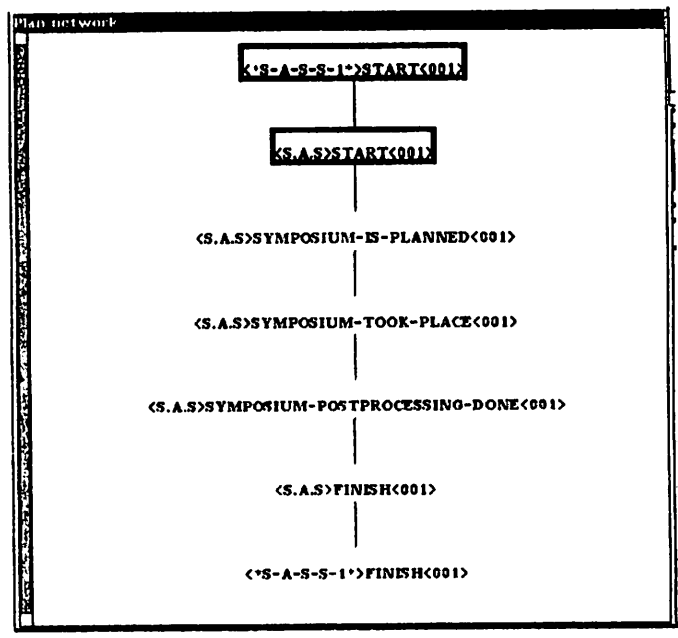 Plan network
<*S-A-S-S-1*>START<001>
<S.A.S>START<001>
<S.A.S>SYMPOSIUM-IS-PLANNED<001>
<S.A.S>SYMPOSIUM-TOOK-PLACE<001>
<S.A.S>SYMPOSIUM-POSTPROCESSING-DONE<001>
<S.A.S>FINISH<001>
<*S-A-S-S-1*>FINISH<001>